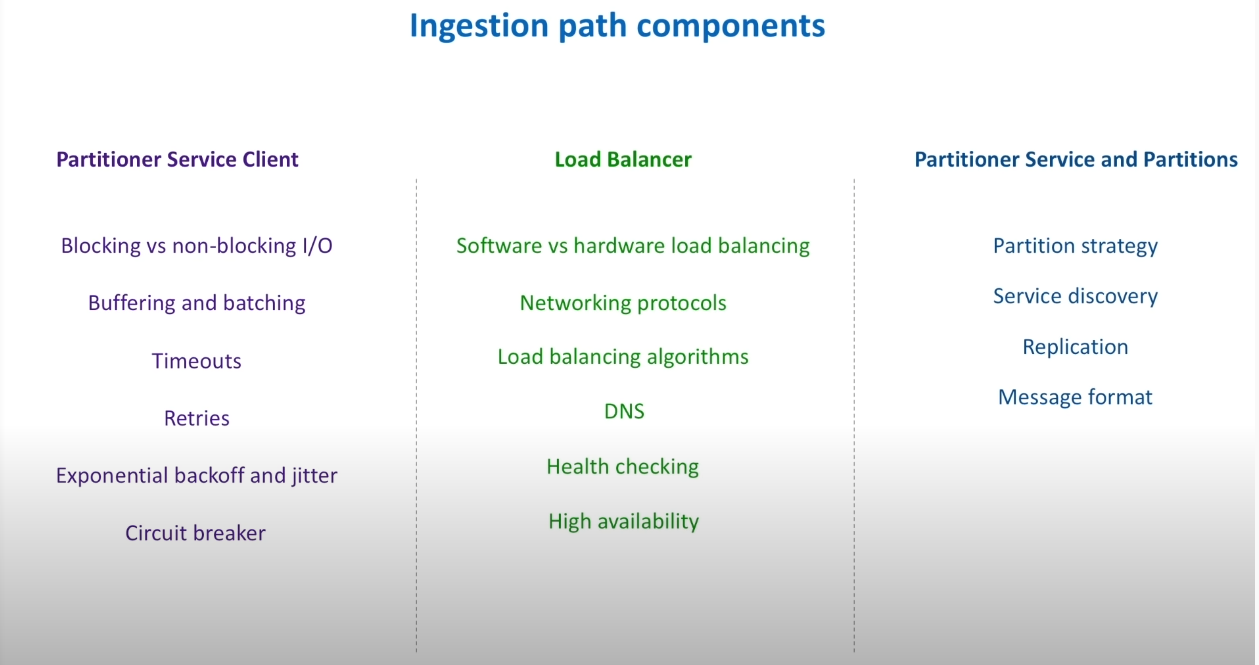 Ingestion path components
Partitioner Service Client
Blocking vs non-blocking I/O
Buffering and batching
Timeouts
Retries
Exponential backoff and jitter
Circuit breaker
Load Balancer
Software vs hardware load balancing
Networking protocols
Load balancing algorithms
DNS
Health checking
High availability
Partitioner Service and Partitions
Partition strategy
Service discovery
Replication
Message format